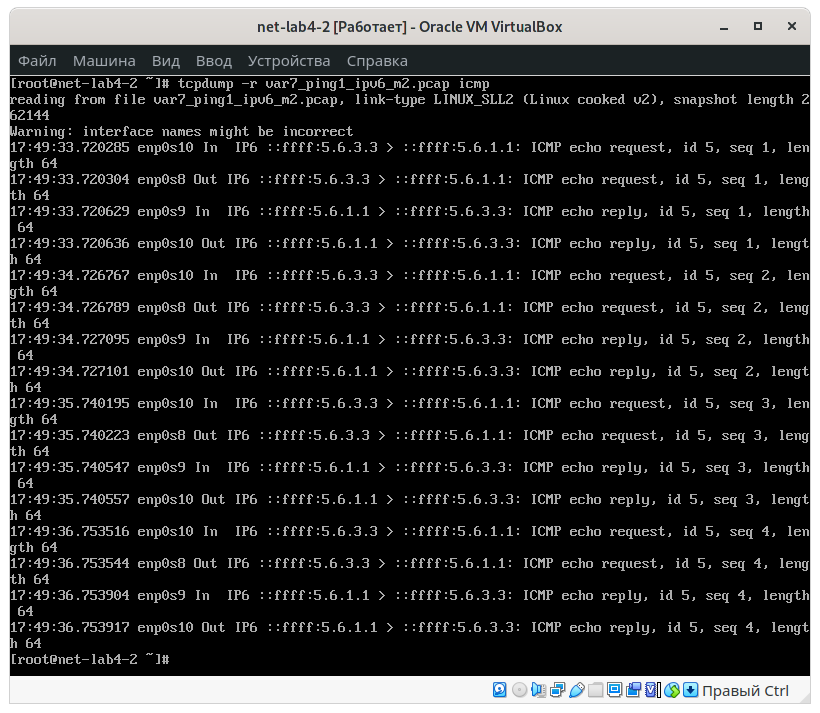 net-lab4-2 [Работает] - Oracle VM VirtualBox
Файл Машина Вид Ввод Устройства Справка
[root@net-lab4-2 ~]# tcpdump -r var7_ping1_ipv6_m2.pcap icmp
reading from file var7_ping1_ipv6_m2.pcap, link-type LINUX_SLL2 (Linux cooked v2), snapshot length 2
62144
Warning: interface names might be incorrect
17:49:33.720285 enp0s10 In  IP6 ::ffff:5.6.3.3 > ::ffff:5.6.1.1: ICMP echo request, id 5, seq 1, len
gth 64
17:49:33.720304 enp0s8 Out IP6 ::ffff:5.6.3.3 > ::ffff:5.6.1.1: ICMP echo request, id 5, seq 1, leng
th 64
17:49:33.720629 enp0s9 In  IP6 ::ffff:5.6.1.1 > ::ffff:5.6.3.3: ICMP echo reply, id 5, seq 1, length
 64
17:49:33.720636 enp0s10 Out IP6 ::ffff:5.6.1.1 > ::ffff:5.6.3.3: ICMP echo reply, id 5, seq 1, lengt
h 64
17:49:34.726767 enp0s10 In  IP6 ::ffff:5.6.3.3 > ::ffff:5.6.1.1: ICMP echo request, id 5, seq 2, len
gth 64
17:49:34.726789 enp0s8 Out IP6 ::ffff:5.6.3.3 > ::ffff:5.6.1.1: ICMP echo request, id 5, seq 2, leng
th 64
17:49:34.727095 enp0s9 In  IP6 ::ffff:5.6.1.1 > ::ffff:5.6.3.3: ICMP echo reply, id 5, seq 2, length
 64
17:49:34.727101 enp0s10 Out IP6 ::ffff:5.6.1.1 > ::ffff:5.6.3.3: ICMP echo reply, id 5, seq 2, lengt
h 64
17:49:35.740195 enp0s10 In  IP6 ::ffff:5.6.3.3 > ::ffff:5.6.1.1: ICMP echo request, id 5, seq 3, len
gth 64
17:49:35.740223 enp0s8 Out IP6 ::ffff:5.6.3.3 > ::ffff:5.6.1.1: ICMP echo request, id 5, seq 3, leng
th 64
17:49:35.740547 enp0s9 In  IP6 ::ffff:5.6.1.1 > ::ffff:5.6.3.3: ICMP echo reply, id 5, seq 3, length
 64
17:49:35.740557 enp0s10 Out IP6 ::ffff:5.6.1.1 > ::ffff:5.6.3.3: ICMP echo reply, id 5, seq 3, lengt
h 64
17:49:36.753516 enp0s10 In  IP6 ::ffff:5.6.3.3 > ::ffff:5.6.1.1: ICMP echo request, id 5, seq 4, len
gth 64
17:49:36.753544 enp0s8 Out IP6 ::ffff:5.6.3.3 > ::ffff:5.6.1.1: ICMP echo request, id 5, seq 4, leng
th 64
17:49:36.753904 enp0s9 In  IP6 ::ffff:5.6.1.1 > ::ffff:5.6.3.3: ICMP echo reply, id 5, seq 4, length
 64
17:49:36.753917 enp0s10 Out IP6 ::ffff:5.6.1.1 > ::ffff:5.6.3.3: ICMP echo reply, id 5, seq 4, lengt
h 64
[root@net-lab4-2 ~]#
Правый Ctrl